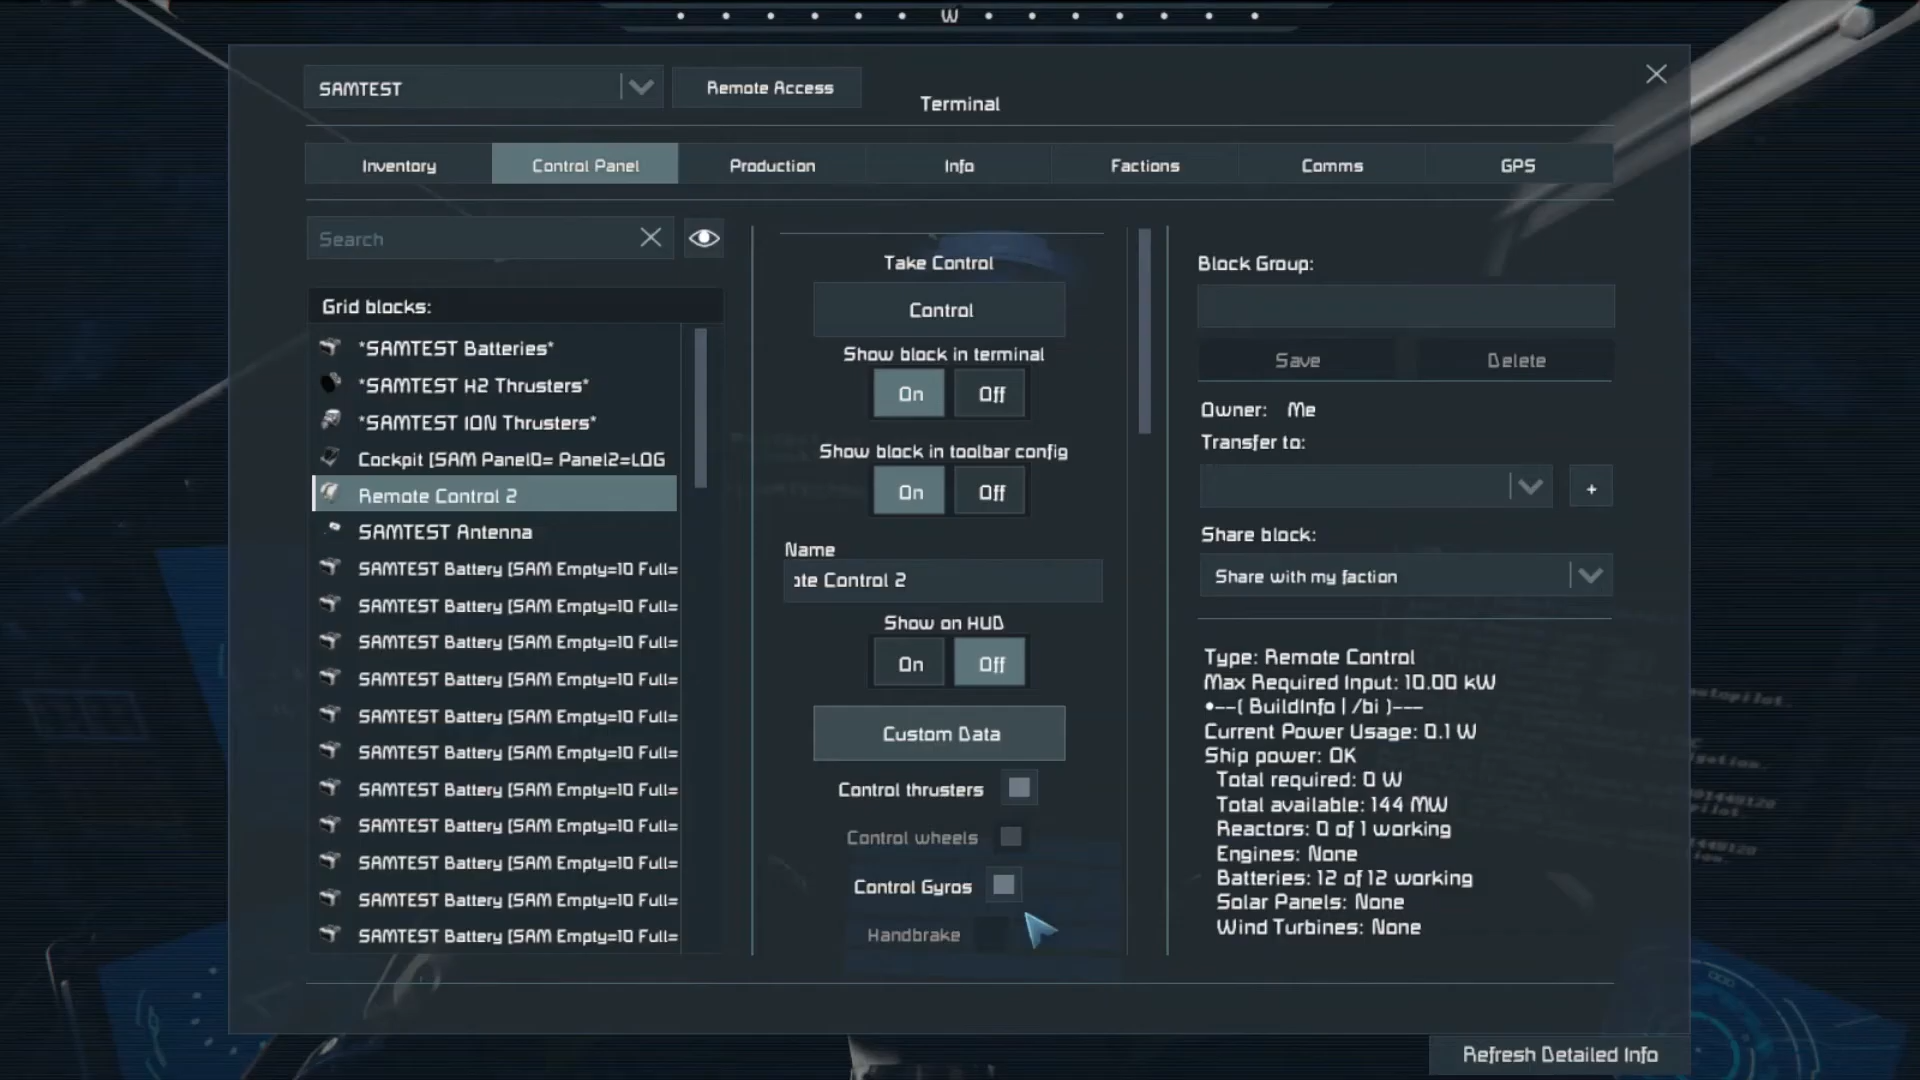 W
SAMTEST
Remote Access
Terminal
Inventory
Control Panel
Production
Info
Factions
Comms
GPS
Search
Grid blocks:
*SAMTEST Batteries*
*SAMTEST H2 Thrusters*
*SAMTEST ION Thrusters*
Cockpit [SAM Panel0= Panel2=LOG
Remote Control 2
SAMTEST Antenna
SAMTEST Battery [SAM Empty=10 Full=
SAMTEST Battery [SAM Empty=10 Full=
SAMTEST Battery [SAM Empty=10 Full=
SAMTEST Battery [SAM Empty=10 Full=
SAMTEST Battery [SAM Empty=10 Full=
SAMTEST Battery [SAM Empty=10 Full=
SAMTEST Battery [SAM Empty=10 Full=
SAMTEST Battery [SAM Empty=10 Full=
SAMTEST Battery [SAM Empty=10 Full=
SAMTEST Battery [SAM Empty=10 Full=
SAMTEST Battery [SAM Empty=10 Full=
Take Control
Control
Show block in terminal
On
Off
Show block in toolbar config
On
Off
Name
ote Control 2
Show on HUD
On
Off
Custom Data
Control thrusters
Control wheels
Control Gyros
Handbrake
Block Group:
Save
Delete
Owner: Me
Transfer to:
+
Share block:
Share with my faction
Type: Remote Control
Max Required Input: 10.00 kW
•--( BuildInfo | /bi )---
Current Power Usage: 0.1 W
Ship power: OK
Total required: 0 W
Total available: 144 MW
Reactors: 0 of 1 working
Engines: None
Batteries: 12 of 12 working
Solar Panels: None
Wind Turbines: None
Refresh Detailed Info